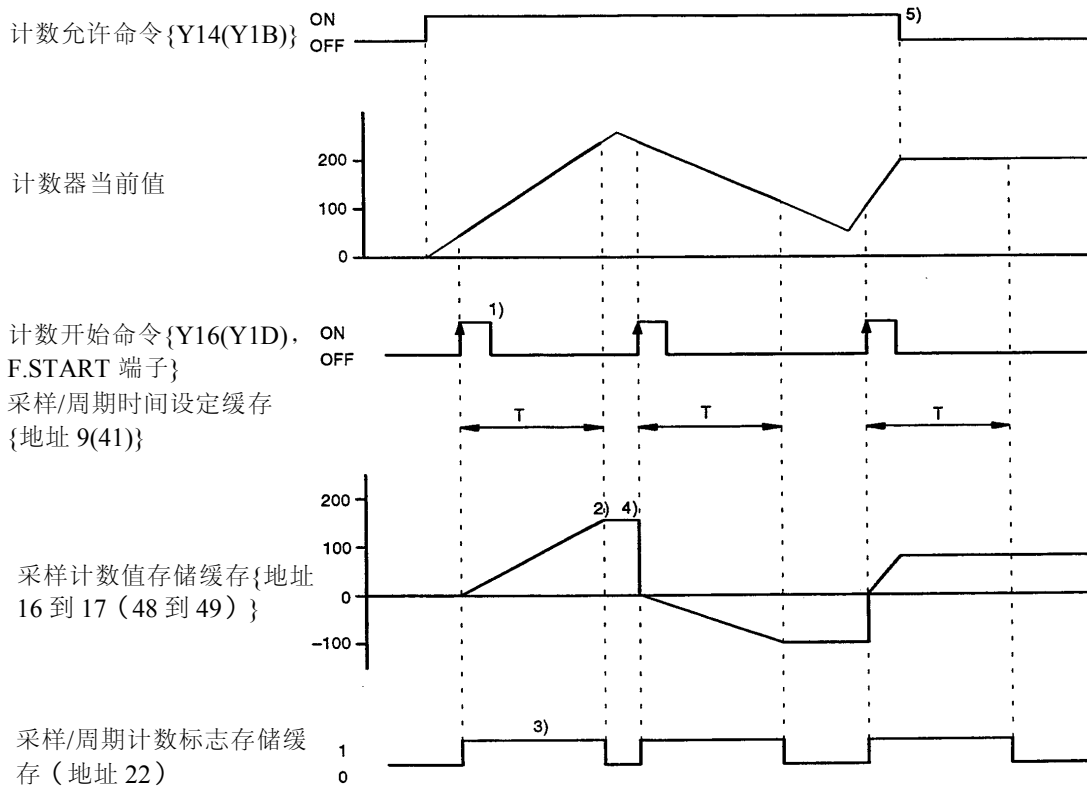 计数允许命令{Y14(Y1B)}
ON
OFF
5)
计数器当前值
200
100
0
计数开始命令{Y16(Y1D)，
F.START 端子}
ON
OFF
1)
采样/周期时间设定缓存
{地址 9(41)}
T
T
T
采样计数值存储缓存{地址
16 到 17（48 到 49）}
200
100
0
-100
2)
4)
采样/周期计数标志存储缓
存（地址 22）
1
0
3)